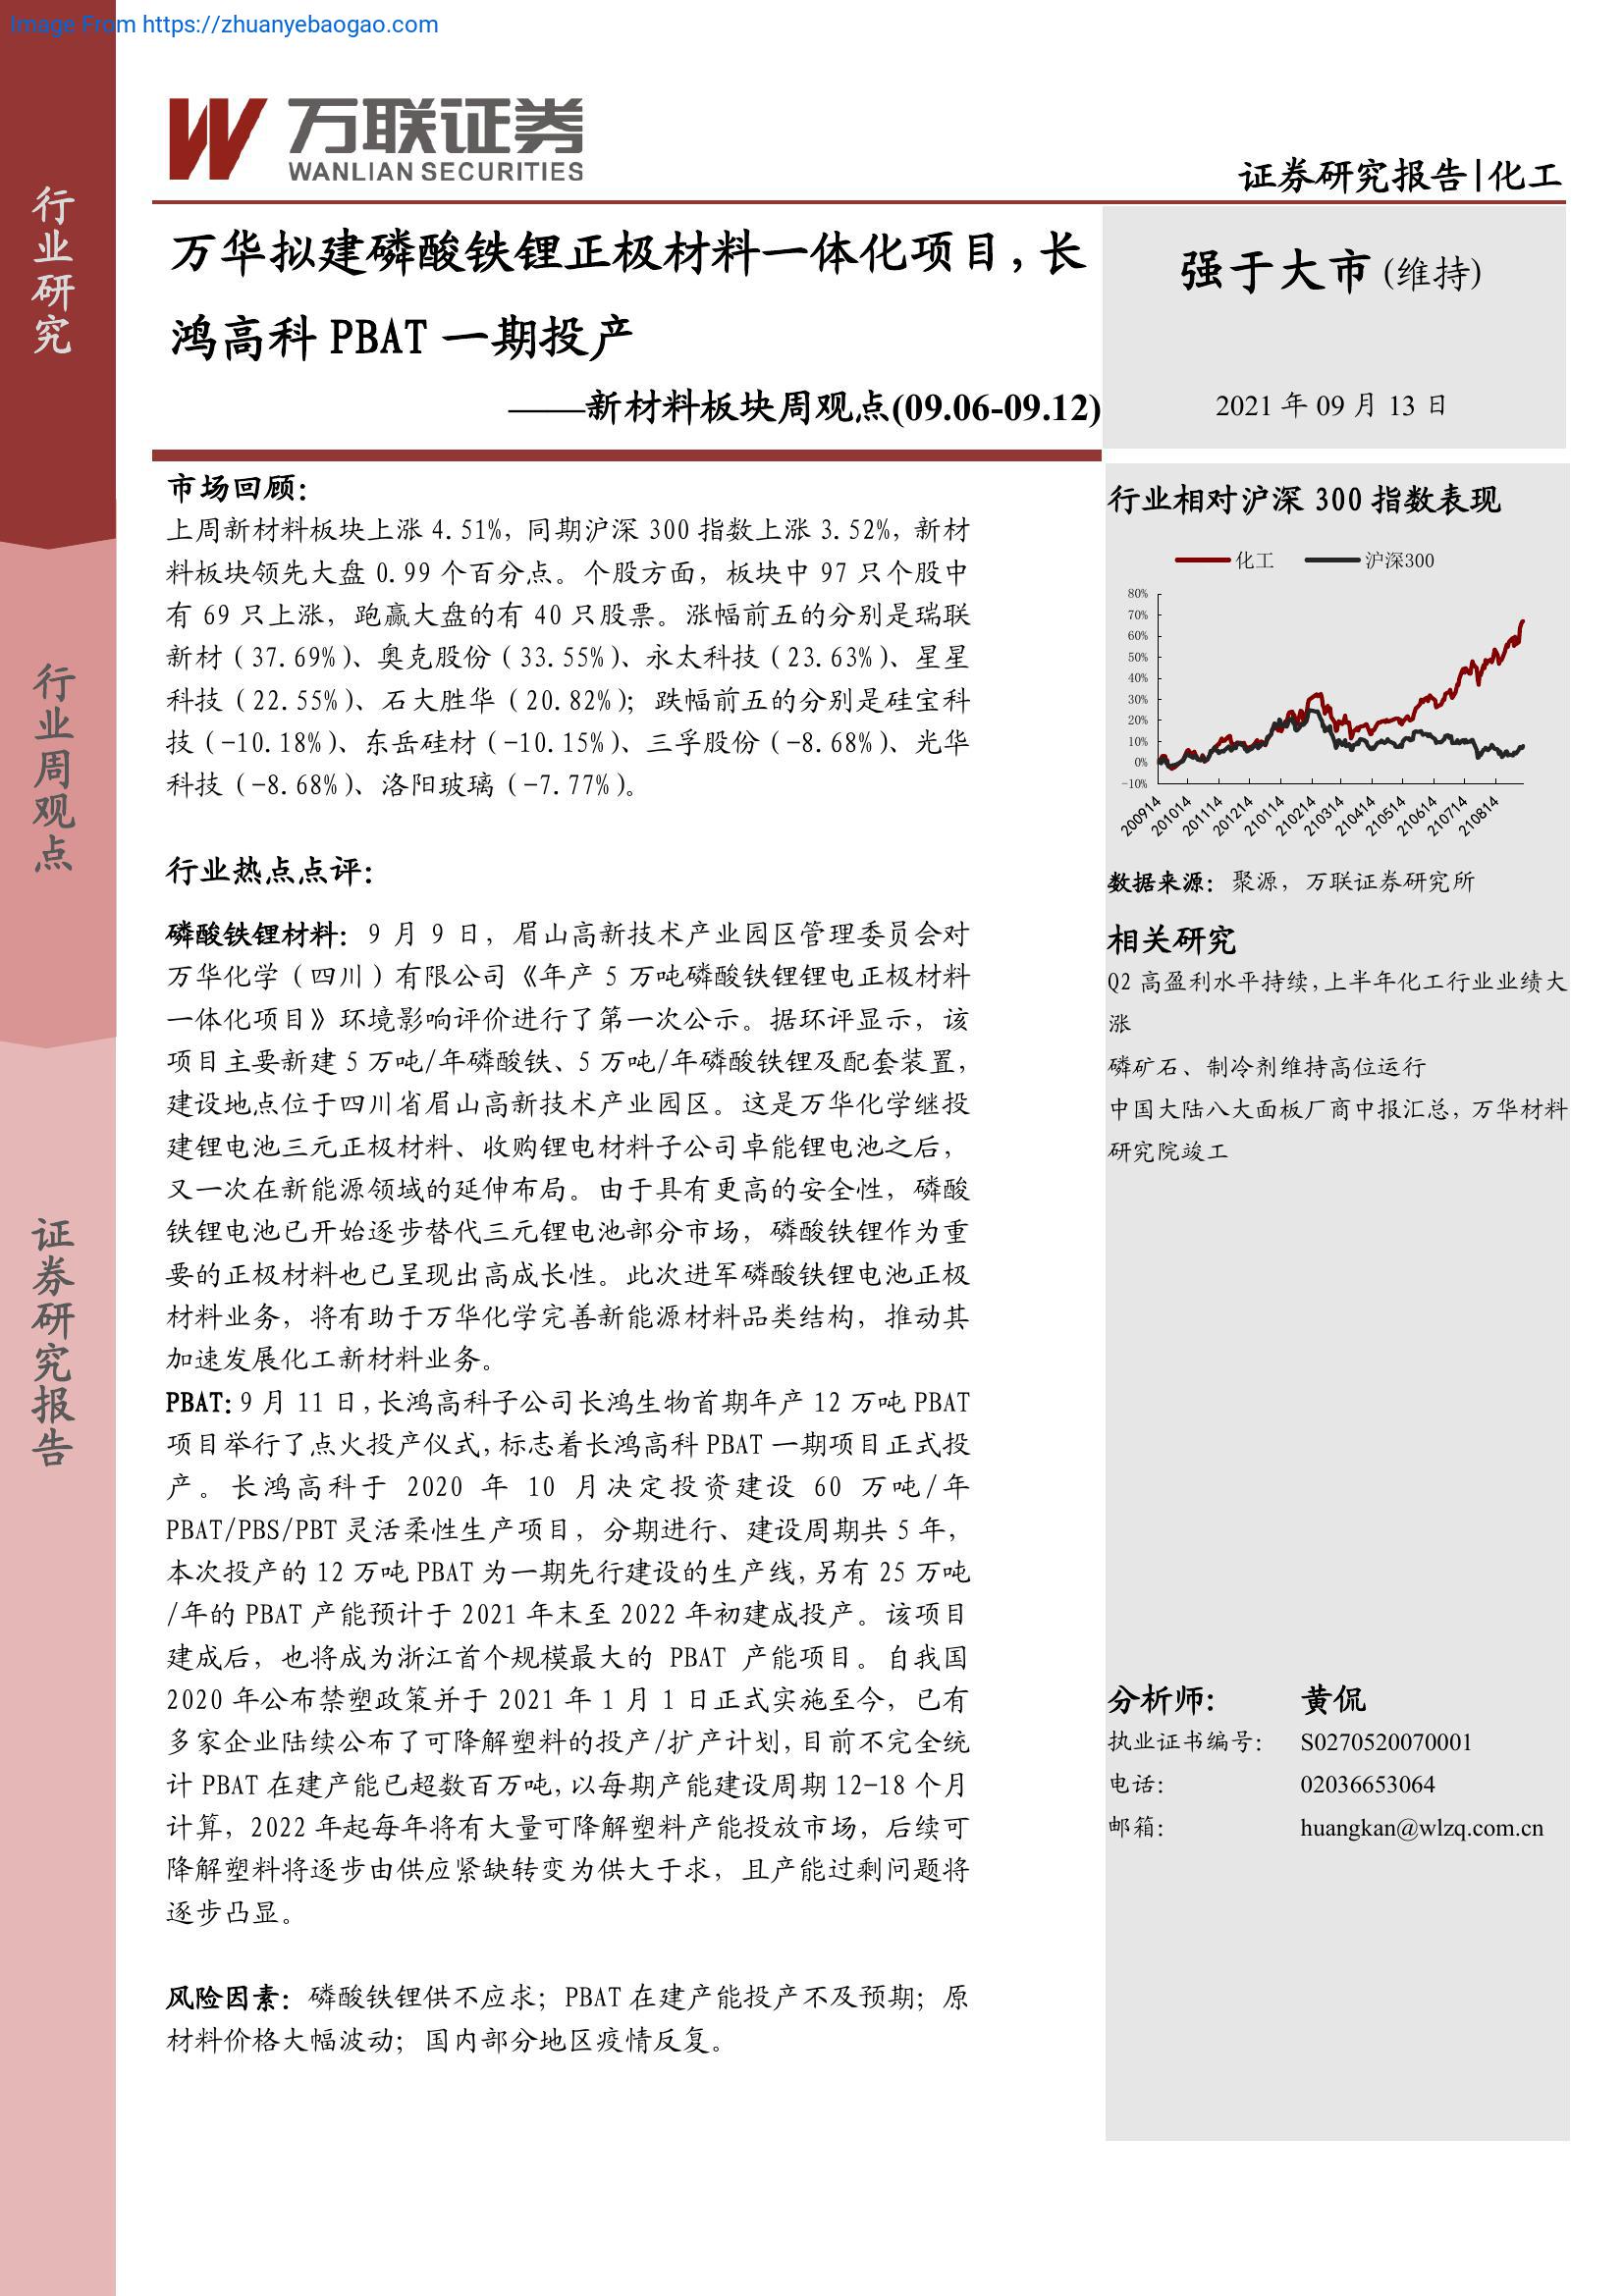 Image From https://zhuanyebaogao.com
行业研究
行业周观点
证券研究报告
万联证券
WANLIAN SECURITIES
证券研究报告|化工
万华拟建磷酸铁锂正极材料一体化项目，长
鸿高科 PBAT 一期投产
——新材料板块周观点(09.06-09.12)
强于大市(维持)
2021 年 09 月 13 日
市场回顾：
上周新材料板块上涨 4.51%，同期沪深 300 指数上涨 3.52%，新材
料板块领先大盘 0.99 个百分点。个股方面，板块中 97 只个股中
有 69 只上涨，跑赢大盘的有 40 只股票。涨幅前五的分别是瑞联
新材（37.69%）、奥克股份（33.55%）、永太科技（23.63%）、星星
科技（22.55%）、石大胜华（20.82%）；跌幅前五的分别是硅宝科
技（-10.18%）、东岳硅材（-10.15%）、三孚股份（-8.68%）、光华
科技（-8.68%）、洛阳玻璃（-7.77%）。
行业热点点评：
磷酸铁锂材料：9 月 9 日，眉山高新技术产业园区管理委员会对
万华化学（四川）有限公司《年产 5 万吨磷酸铁锂锂电正极材料
一体化项目》环境影响评价进行了第一次公示。据环评显示，该
项目主要新建 5 万吨/年磷酸铁、5 万吨/年磷酸铁锂及配套装置，
建设地点位于四川省眉山高新技术产业园区。这是万华化学继投
建锂电池三元正极材料、收购锂电材料子公司卓能锂电池之后，
又一次在新能源领域的延伸布局。由于具有更高的安全性，磷酸
铁锂电池已开始逐步替代三元锂电池部分市场，磷酸铁锂作为重
要的正极材料也已呈现出高成长性。此次进军磷酸铁锂电池正极
材料业务，将有助于万华化学完善新能源材料品类结构，推动其
加速发展化工新材料业务。
PBAT：9 月 11 日，长鸿高科子公司长鸿生物首期年产 12 万吨 PBAT
项目举行了点火投产仪式，标志着长鸿高科 PBAT 一期项目正式投
产。长鸿高科于 2020 年 10 月决定投资建设 60 万吨/年
PBAT/PBS/PBT 灵活柔性生产项目，分期进行、建设周期共 5 年，
本次投产的 12 万吨 PBAT 为一期先行建设的生产线，另有 25 万吨
/年的 PBAT 产能预计于 2021 年末至 2022 年初建成投产。该项目
建成后，也将成为浙江首个规模最大的 PBAT 产能项目。自我国
2020 年公布禁塑政策并于 2021 年 1 月 1 日正式实施至今，已有
多家企业陆续公布了可降解塑料的投产/扩产计划，目前不完全统
计 PBAT 在建产能已超数百万吨，以每期产能建设周期 12-18 个月
计算，2022 年起每年将有大量可降解塑料产能投放市场，后续可
降解塑料将逐步由供应紧缺转变为供大于求，且产能过剩问题将
逐步凸显。
风险因素：磷酸铁锂供不应求；PBAT 在建产能投产不及预期；原
材料价格大幅波动；国内部分地区疫情反复。
行业相对沪深 300 指数表现
化工 沪深300
80%
70%
60%
50%
40%
30%
20%
10%
0%
-10%
200914 201014 201114 201214 210114 210214 210314 210414 210514 210614 210714 210814
数据来源：聚源，万联证券研究所
相关研究
Q2 高盈利水平持续，上半年化工行业业绩大
涨
磷矿石、制冷剂维持高位运行
中国大陆八大面板厂商中报汇总，万华材料
研究院竣工
分析师： 黄侃
执业证书编号： S0270520070001
电话： 02036653064
邮箱： huangkan@wlzq.com.cn